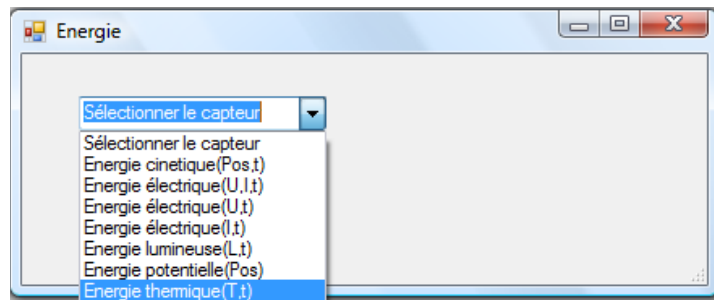 Energie
Sélectionner le capteur
Sélectionner le capteur
Energie cinetique(Pos,t)
Energie électrique(U,I,t)
Energie électrique(U,t)
Energie électrique(I,t)
Energie lumineuse(L,t)
Energie potentielle(Pos)
Energie thermique(T,t)